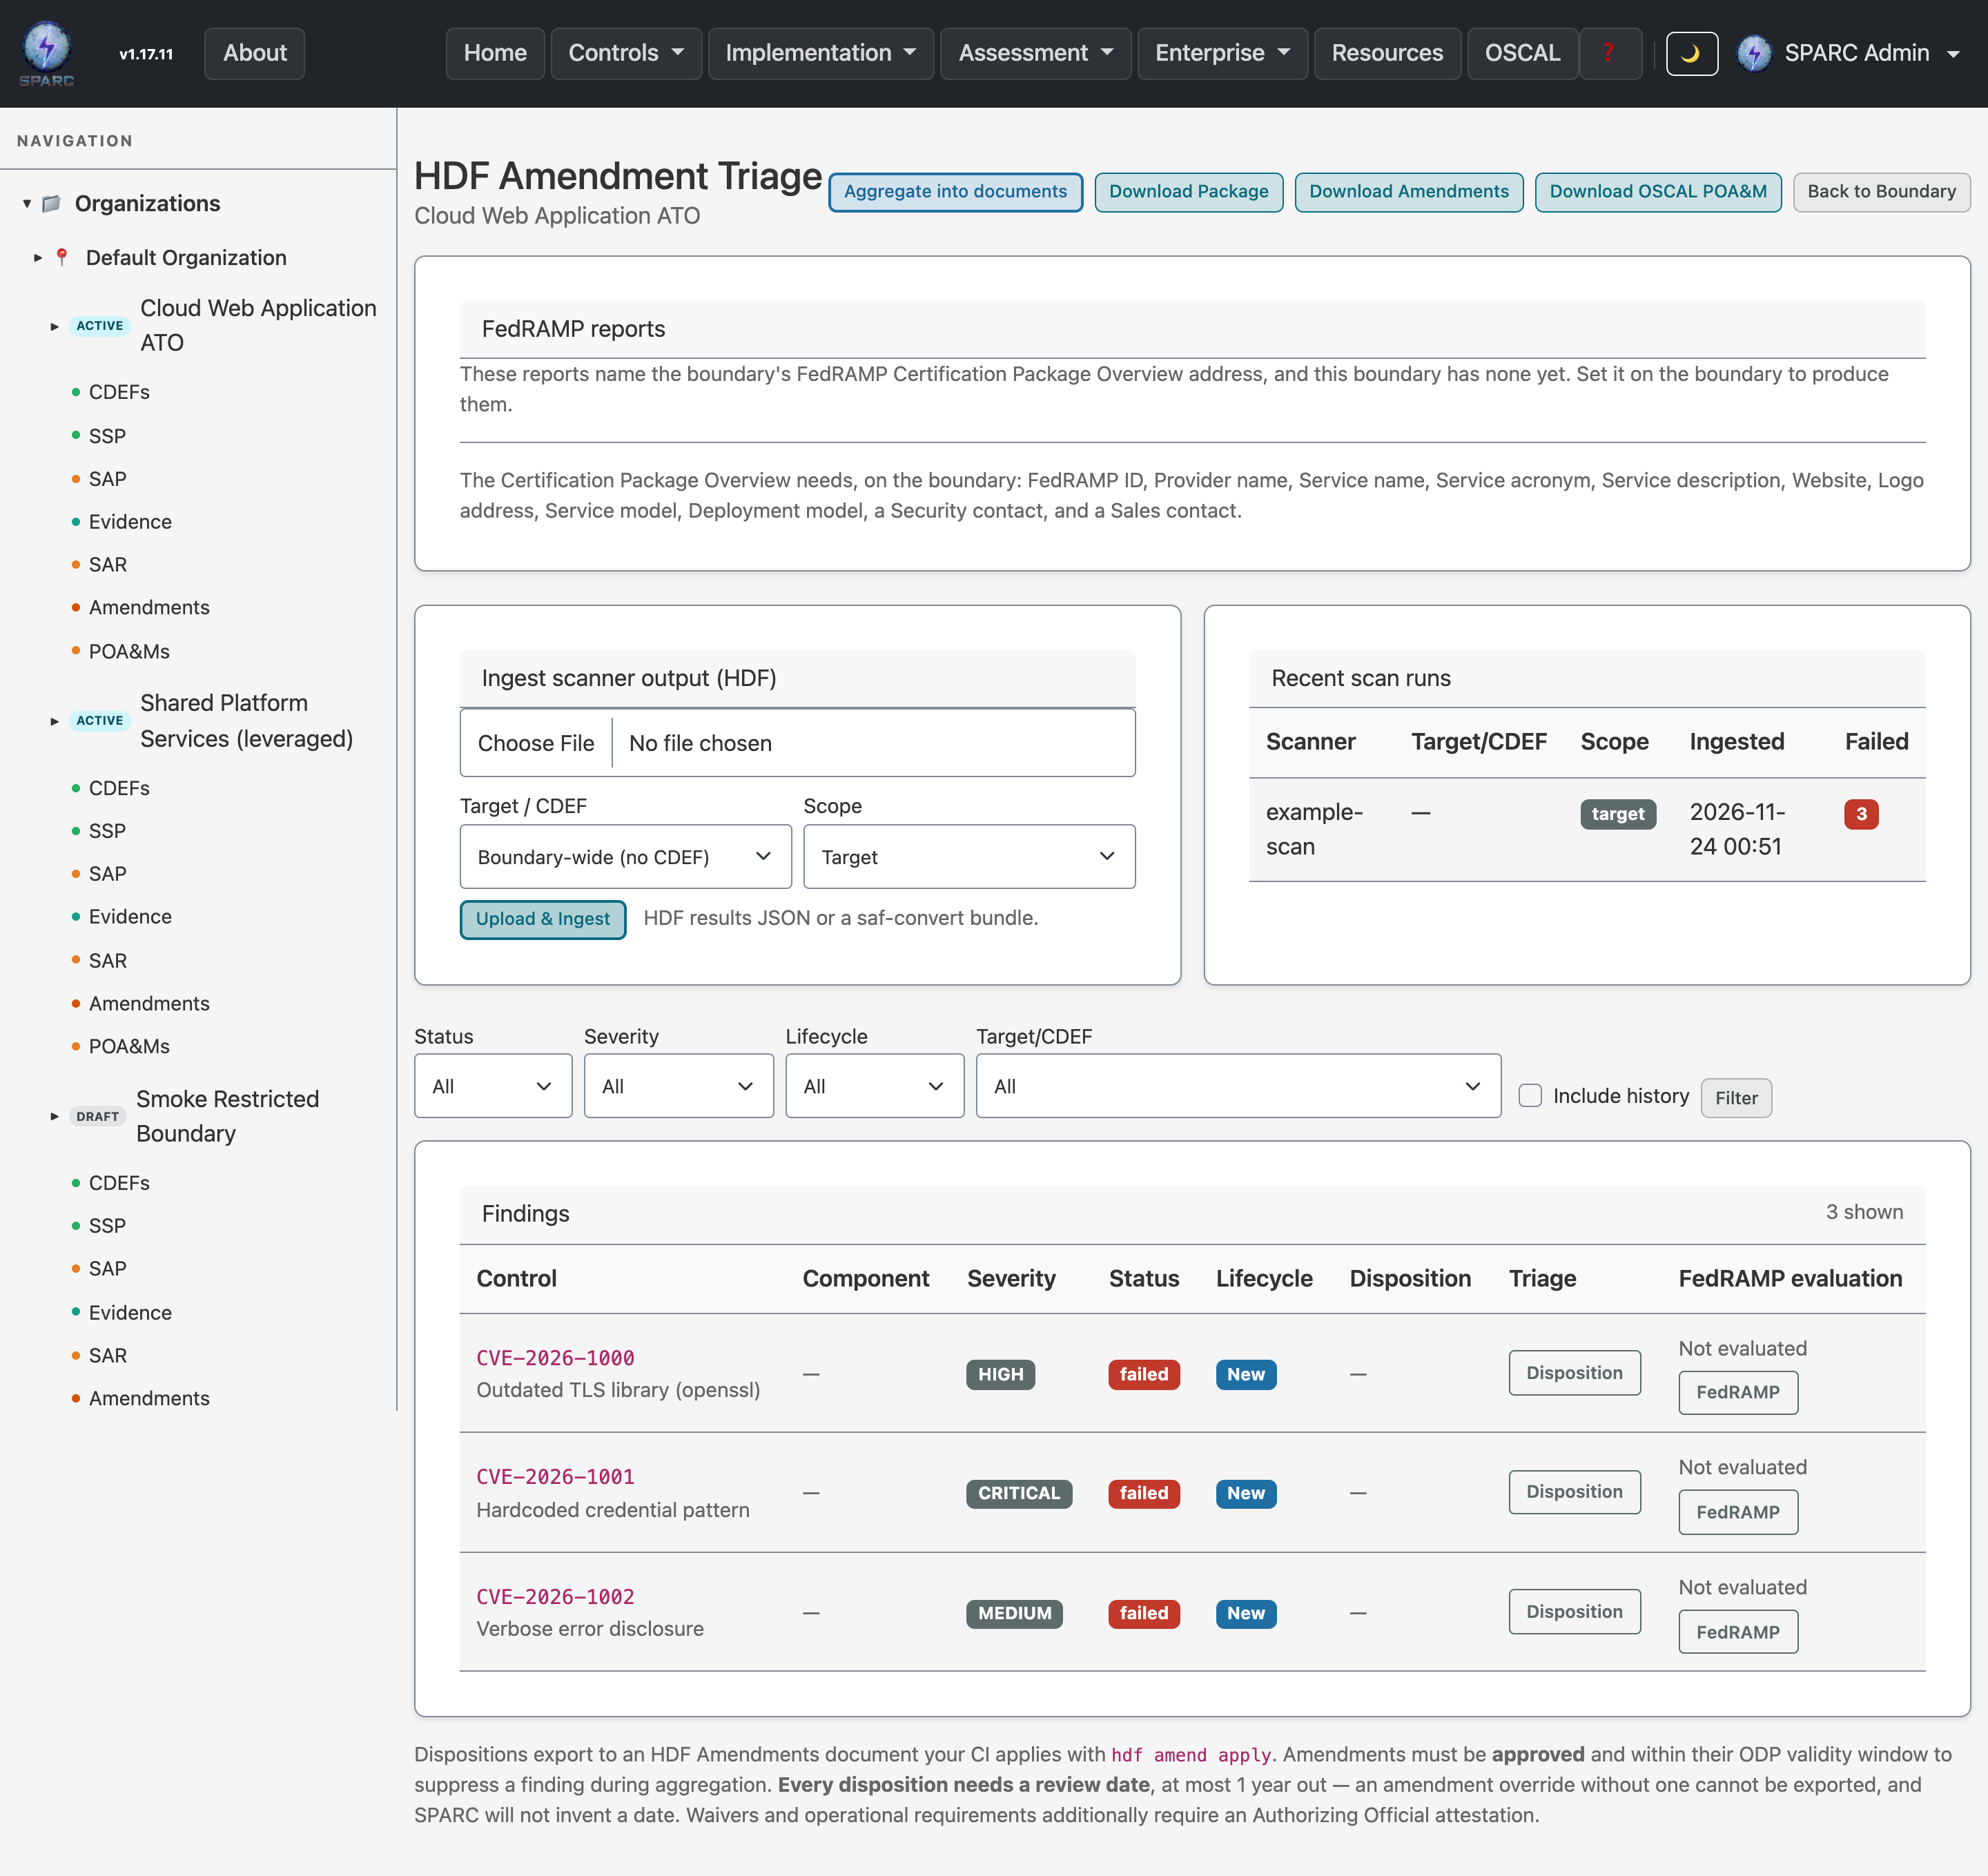 SPARC
v1.17.11
About
Home
Controls
Implementation
Assessment
Enterprise
Resources
OSCAL
?
SPARC Admin
NAVIGATION
Organizations
Default Organization
ACTIVE
Cloud Web Application
ATO
CDEFs
SSP
SAP
Evidence
SAR
Amendments
POA&Ms
ACTIVE
Shared Platform
Services (leveraged)
CDEFs
SSP
SAP
Evidence
SAR
Amendments
POA&Ms
DRAFT
Smoke Restricted
Boundary
CDEFs
SSP
SAP
Evidence
SAR
Amendments
HDF Amendment Triage
Cloud Web Application ATO
Aggregate into documents
Download Package
Download Amendments
Download OSCAL POA&M
Back to Boundary
FedRAMP reports
These reports name the boundary's FedRAMP Certification Package Overview address, and this boundary has none yet. Set it on the boundary to produce
them.
The Certification Package Overview needs, on the boundary: FedRAMP ID, Provider name, Service name, Service acronym, Service description, Website, Logo
address, Service model, Deployment model, a Security contact, and a Sales contact.
Ingest scanner output (HDF)
Choose File No file chosen
Target / CDEF
Scope
Boundary-wide (no CDEF)
Target
Upload & Ingest
HDF results JSON or a saf-convert bundle.
Recent scan runs
Scanner Target/CDEF Scope Ingested Failed
example-
scan
—
target
2026-11-
24 00:51
3
Status
Severity
Lifecycle
Target/CDEF
All
All
All
All
Include history
Filter
Findings
3 shown
Control Component Severity Status Lifecycle Disposition Triage FedRAMP evaluation
CVE-2026-1000
Outdated TLS library (openssl)
—
HIGH
failed
New
—
Disposition
Not evaluated
FedRAMP
CVE-2026-1001
Hardcoded credential pattern
—
CRITICAL
failed
New
—
Disposition
Not evaluated
FedRAMP
CVE-2026-1002
Verbose error disclosure
—
MEDIUM
failed
New
—
Disposition
Not evaluated
FedRAMP
Dispositions export to an HDF Amendments document your CI applies with hdf amend apply. Amendments must be approved and within their ODP validity window to
suppress a finding during aggregation. Every disposition needs a review date, at most 1 year out — an amendment override without one cannot be exported, and
SPARC will not invent a date. Waivers and operational requirements additionally require an Authorizing Official attestation.